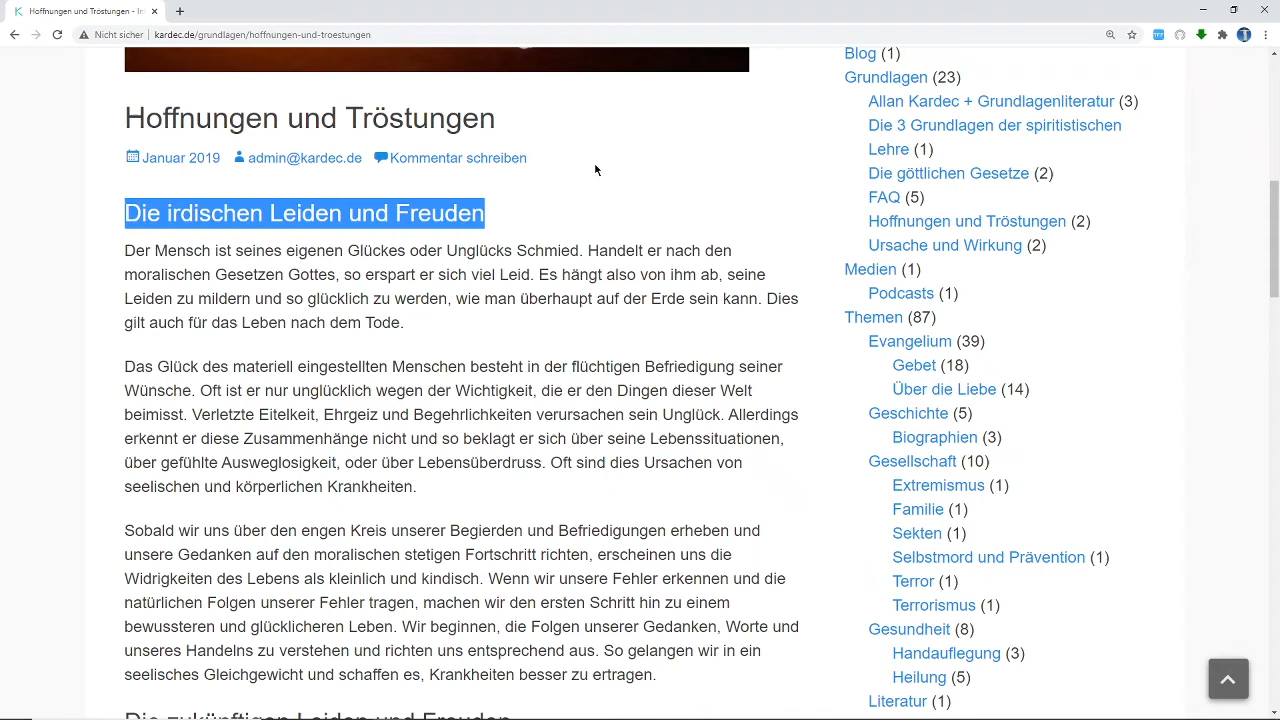 Hoffnungen und Tröstungen - In
Nicht sicher
kardec.de/grundlagen/hoffnungen-und-troestungen
Hoffnungen und Tröstungen
Januar 2019 admin@kardec.de Kommentar schreiben
Die irdischen Leiden und Freuden
Der Mensch ist seines eigenen Glückes oder Unglücks Schmied. Handelt er nach den
moralischen Gesetzen Gottes, so erspart er sich viel Leid. Es hängt also von ihm ab, seine
Leiden zu mildern und so glücklich zu werden, wie man überhaupt auf der Erde sein kann. Dies
gilt auch für das Leben nach dem Tode.
Das Glück des materiell eingestellten Menschen besteht in der flüchtigen Befriedigung seiner
Wünsche. Oft ist er nur unglücklich wegen der Wichtigkeit, die er den Dingen dieser Welt
beimisst. Verletzte Eitelkeit, Ehrgeiz und Begehrlichkeiten verursachen sein Unglück. Allerdings
erkennt er diese Zusammenhänge nicht und so beklagt er sich über seine Lebenssituationen,
über gefühlte Ausweglosigkeit, oder über Lebensüberdruss. Oft sind dies Ursachen von
seelischen und körperlichen Krankheiten.
Sobald wir uns über den engen Kreis unserer Begierden und Befriedigungen erheben und
unsere Gedanken auf den moralischen stetigen Fortschritt richten, erscheinen uns die
Widrigkeiten des Lebens als kleinlich und kindisch. Wenn wir unsere Fehler erkennen und die
natürlichen Folgen unserer Fehler tragen, machen wir den ersten Schritt hin zu einem
bewussteren und glücklicheren Leben. Wir beginnen, die Folgen unserer Gedanken, Worte und
unseres Handelns zu verstehen und richten uns entsprechend aus. So gelangen wir in ein
seelisches Gleichgewicht und schaffen es, Krankheiten besser zu ertragen.
Die zukünftigen Leiden und Freuden
Blog (1)
Grundlagen (23)
Allan Kardec + Grundlagenliteratur (3)
Die 3 Grundlagen der spiritistischen
Lehre (1)
Die göttlichen Gesetze (2)
FAQ (5)
Hoffnungen und Tröstungen (2)
Ursache und Wirkung (2)
Medien (1)
Podcasts (1)
Themen (87)
Evangelium (39)
Gebet (18)
Über die Liebe (14)
Geschichte (5)
Biographien (3)
Gesellschaft (10)
Extremismus (1)
Familie (1)
Sekten (1)
Selbstmord und Prävention (1)
Terror (1)
Terrorismus (1)
Gesundheit (8)
Handauflegung (3)
Heilung (5)
Literatur (1)